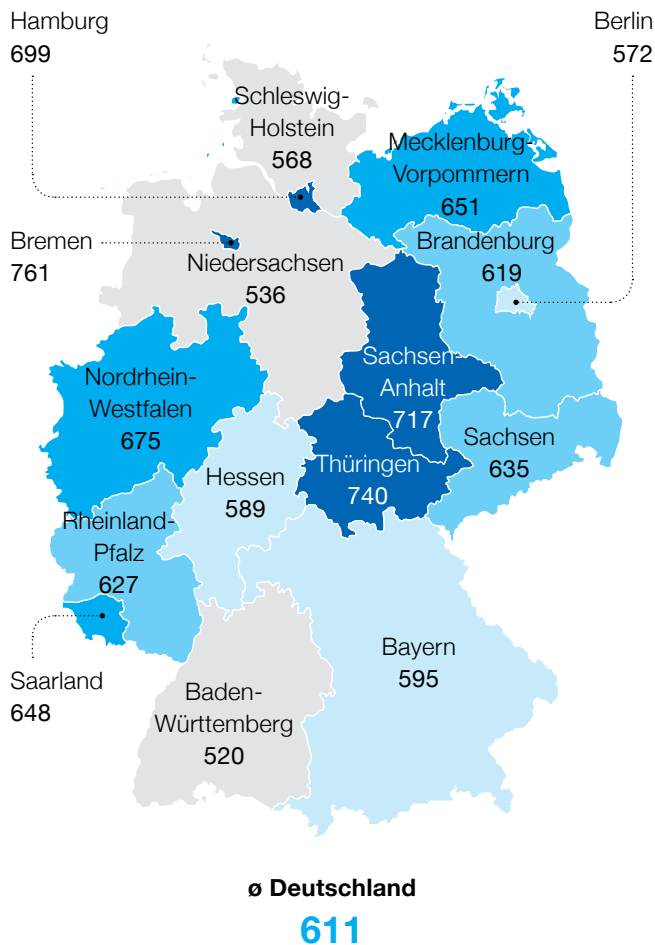 Hamburg
699
Berlin
572
Schleswig-
Holstein
568
Mecklenburg-
Vorpommern
651
Bremen
761
Niedersachsen
536
Brandenburg
619
Sachsen-
Anhalt
717
Nordrhein-
Westfalen
675
Sachsen
635
Hessen
589
Thüringen
740
Rheinland-
Pfalz
627
Saarland
648
Bayern
595
Baden-
Württemberg
520
ø Deutschland
611